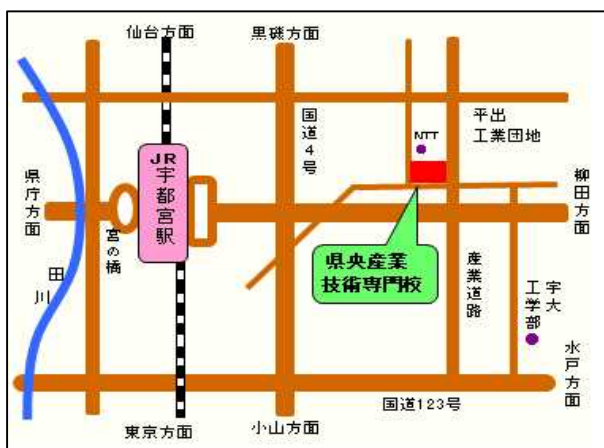 仙台方面
黒磯方面
国道4号
NTT
平出
工業団地
JR
宇都宮駅
県庁方面
宮の橋
田川
柳田方面
県央産業
技術専門校
産業道路
宇大
工学部
水戸方面
国道123号
東京方面
小山方面